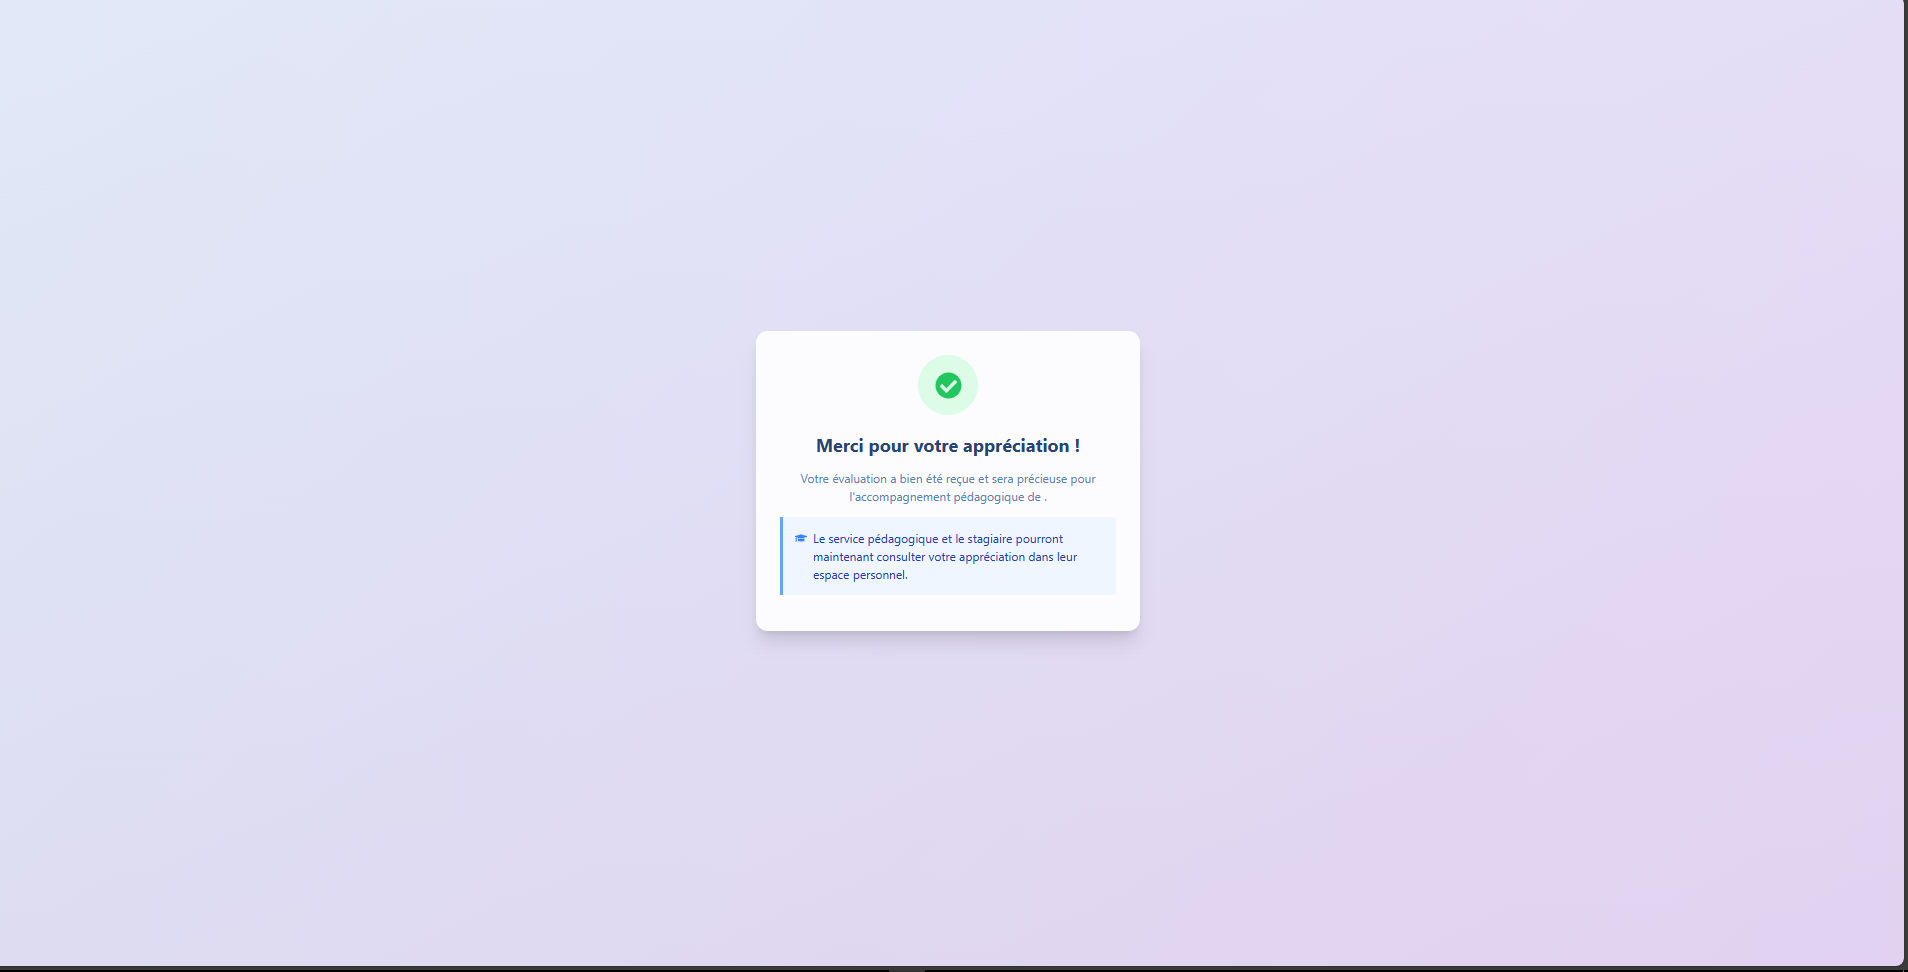 Merci pour votre appréciation !
Votre évaluation a bien été reçue et sera précieuse pour
l'accompagnement pédagogique de .
Le service pédagogique et le stagiaire pourront
maintenant consulter votre appréciation dans leur
espace personnel.